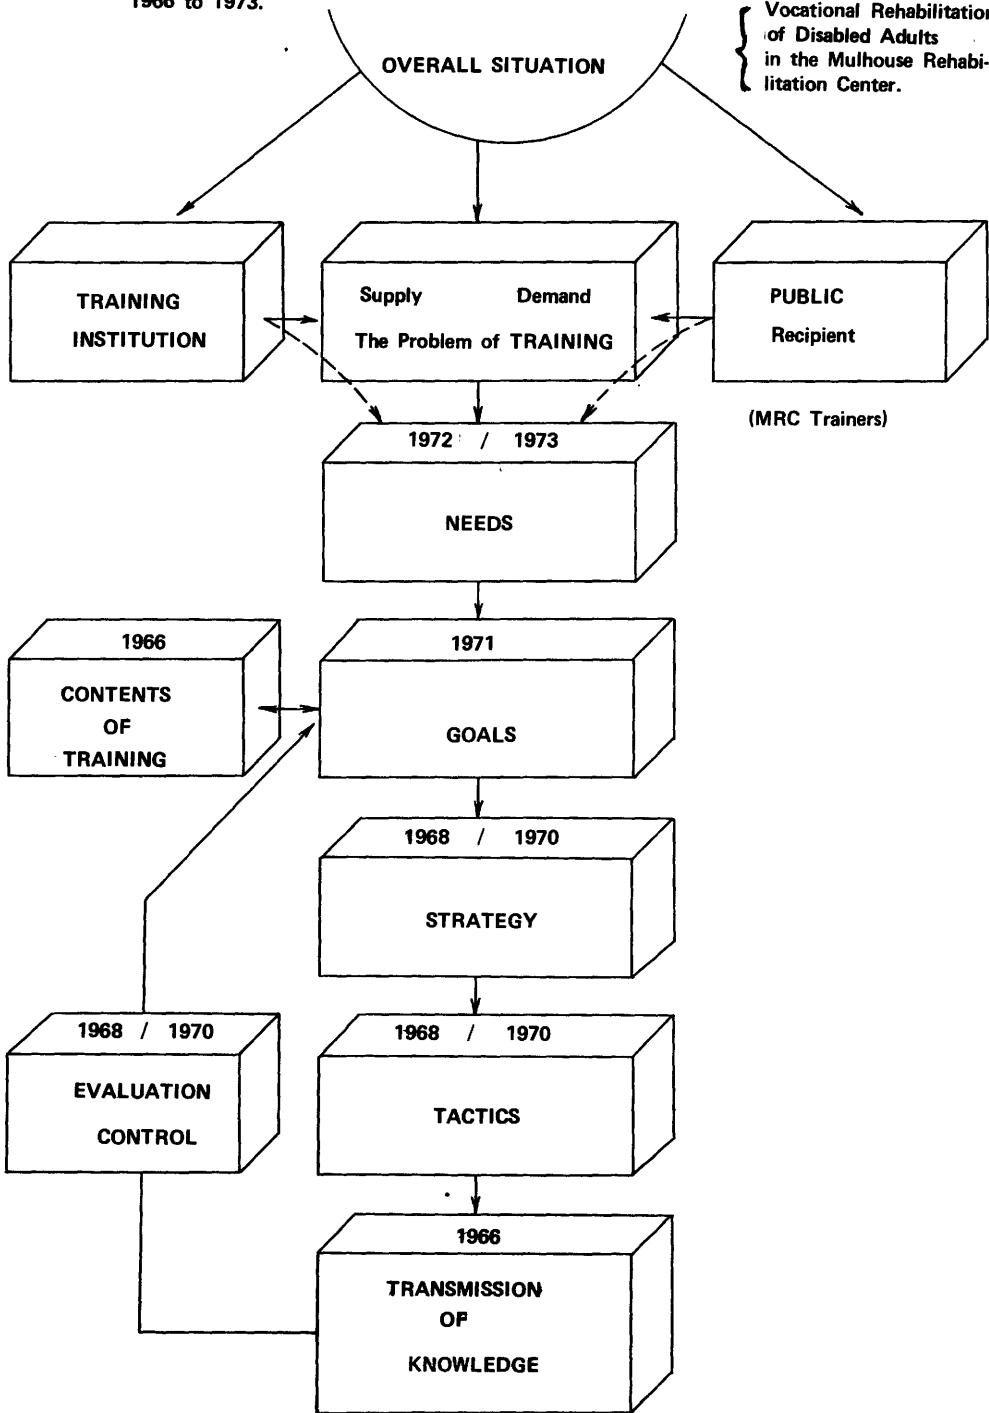 1966 to 1973.
OVERALL SITUATION
Vocational Rehabilitation
of Disabled Adults
in the Mulhouse Rehabi-
litation Center.
TRAINING
INSTITUTION
Supply Demand
The Problem of TRAINING
PUBLIC
Recipient
(MRC Trainers)
1972 / 1973
NEEDS
1966
CONTENTS
OF
TRAINING
1971
GOALS
1968 / 1970
STRATEGY
1968 / 1970
EVALUATION
CONTROL
1968 / 1970
TACTICS
1966
TRANSMISSION
OF
KNOWLEDGE